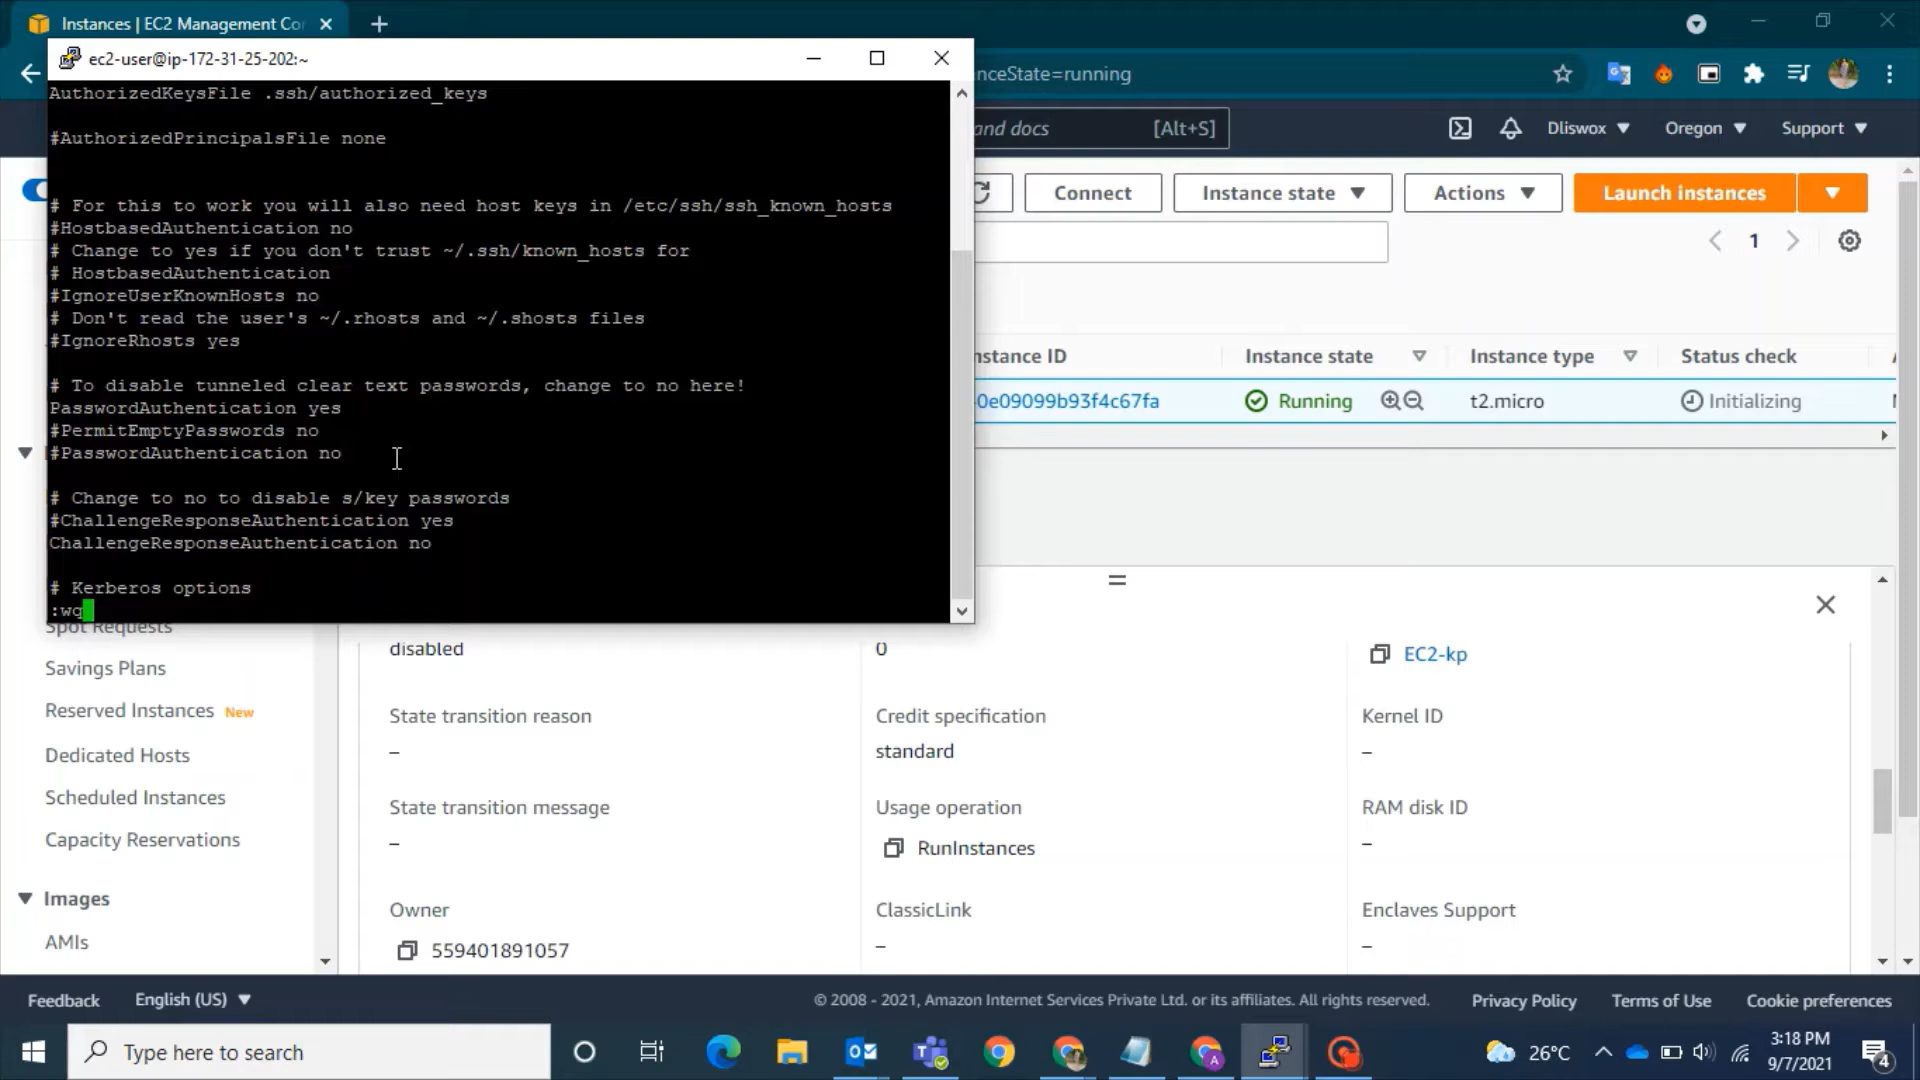 Instances | EC2 Management Cor
ec2-user@ip-172-31-25-202:~
nceState=running
AuthorizedKeysFile .ssh/authorized_keys
#AuthorizedPrincipalsFile none
# For this to work you will also need host keys in /etc/ssh/ssh_known_hosts
#HostbasedAuthentication no
# Change to yes if you don't trust ~/.ssh/known_hosts for
# HostbasedAuthentication
#IgnoreUserKnownHosts no
# Don't read the user's ~/.rhosts and ~/.shosts files
#IgnoreRhosts yes
# To disable tunneled clear text passwords, change to no here!
PasswordAuthentication yes
#PermitEmptyPasswords no
#PasswordAuthentication no
# Change to no to disable s/key passwords
#ChallengeResponseAuthentication yes
ChallengeResponseAuthentication no
# Kerberos options
:wq
and docs [Alt+S] Dliswox Oregon Support
Connect Instance state Actions Launch instances
1
nstance ID Instance state Instance type Status check
0e09099b93f4c67fa Running t2.micro Initializing
Spot Requests
Savings Plans
Reserved Instances New
Dedicated Hosts
Scheduled Instances
Capacity Reservations
Images
AMIs
disabled 0 EC2-kp
State transition reason Credit specification Kernel ID
– standard –
State transition message Usage operation RAM disk ID
– RunInstances –
Owner ClassicLink Enclaves Support
559401891057 – –
Feedback English (US) © 2008 - 2021, Amazon Internet Services Private Ltd. or its affiliates. All rights reserved. Privacy Policy Terms of Use Cookie preferences
Type here to search 26°C 3:18 PM
9/7/2021 4